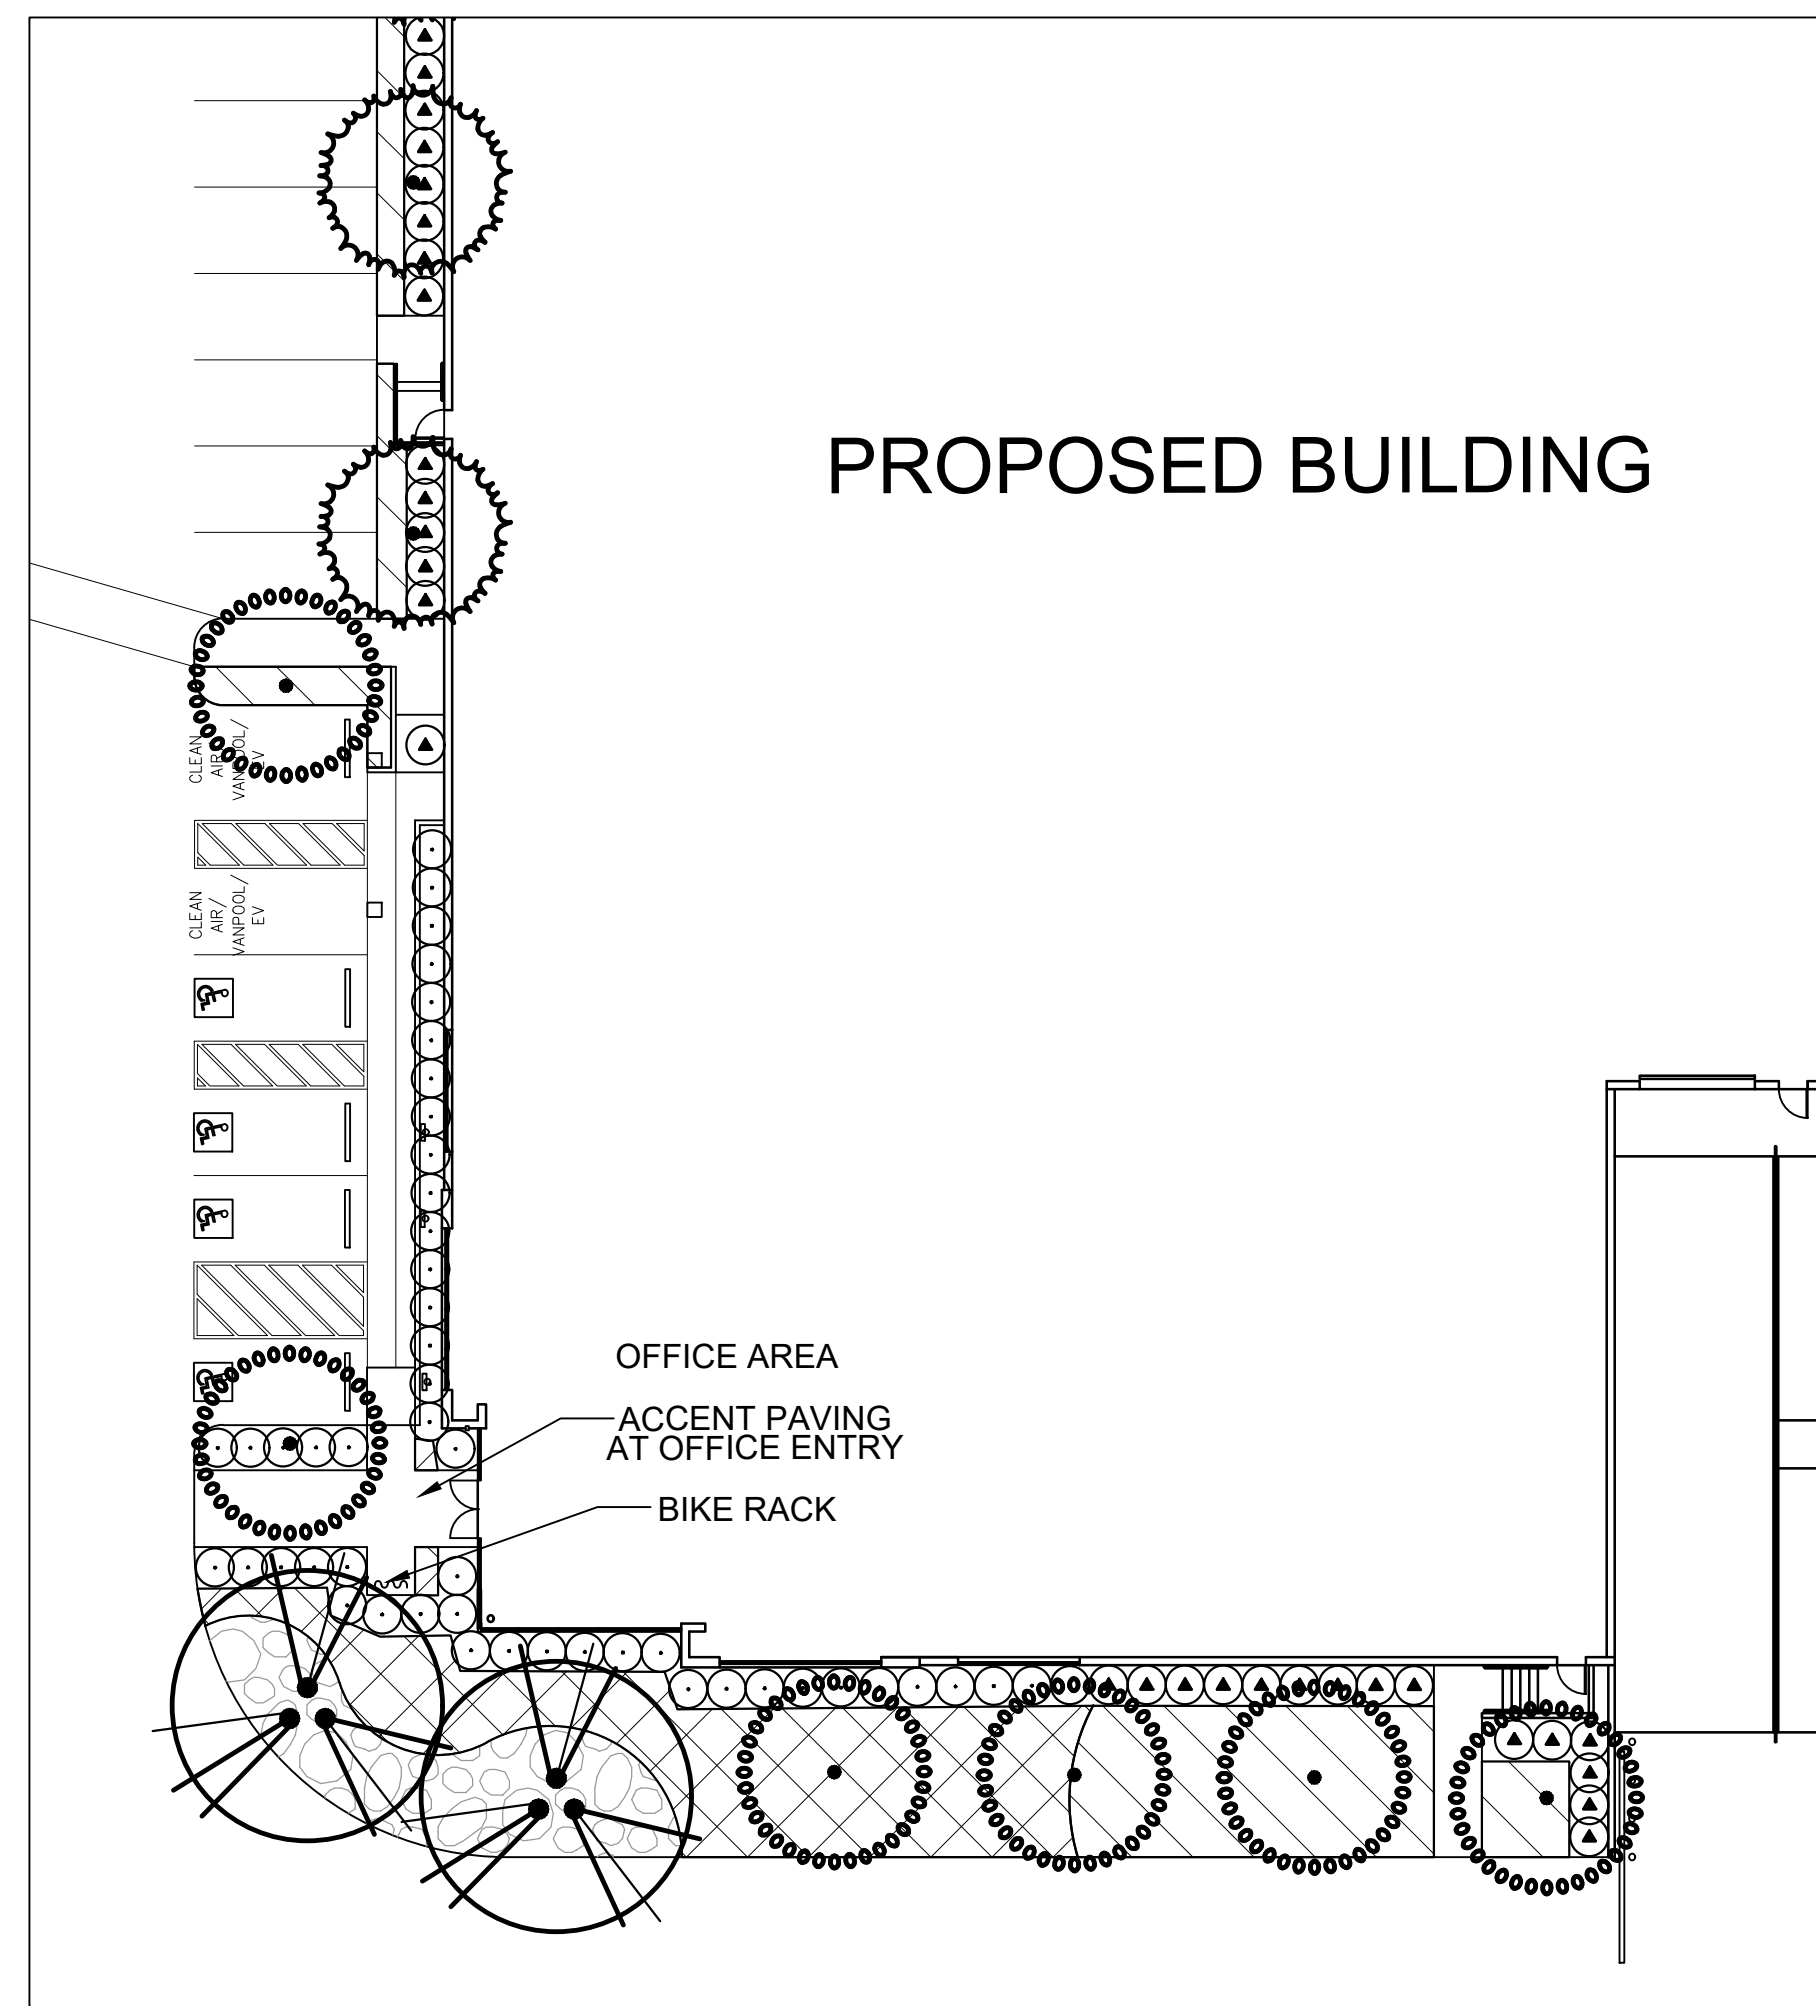 PROPOSED BUILDING
CLEAN
AIR/
VANPOOL/
EV
CLEAN
AIR/
VANPOOL/
EV
OFFICE AREA
ACCENT PAVING
AT OFFICE ENTRY
BIKE RACK